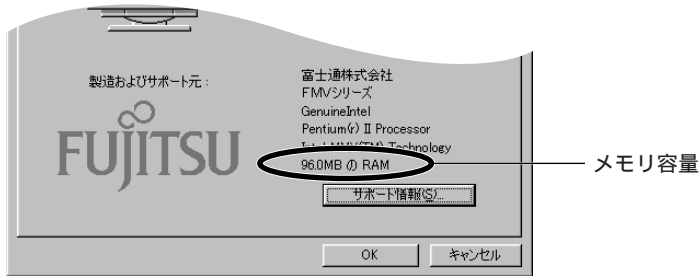 製造およびサポート元:
FUJITSU
富士通株式会社
FMVシリーズ
GenuineIntel
Pentium(r) II Processor
Technology
96.0MB の RAM
メモリ容量
サポート情報(S)...
OK
キャンセル